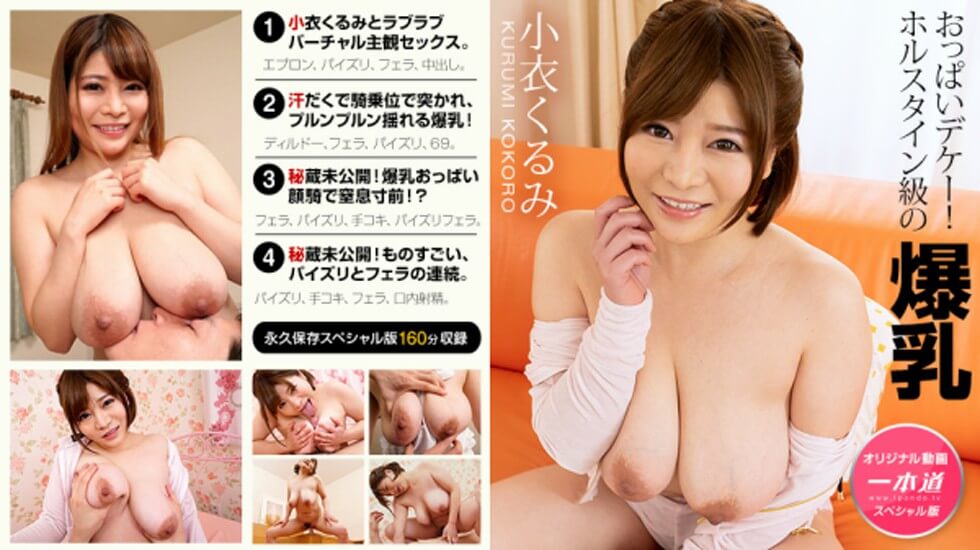 1 小衣くるみとラブラブ
バーチャル主観セックス。
エプロン、パイズリ、フェラ、中出し。
2 汗だくで騎乗位で突かれ、
プルンプルン揺れる爆乳！
ディルドー、フェラ、パイズリ、69。
3 秘蔵未公開！爆乳おっぱい
顔騎で窒息寸前！？
フェラ、パイズリ、手コキ、パイズリフェラ。
4 秘蔵未公開！ものすごい、
パイズリとフェラの連続。
パイズリ、手コキ、フェラ、口内射精。
永久保存スペシャル版160分収録
小衣くるみ
KURUMI KOKORO
おっぱいデケー！
ホルスタイン級の
爆乳
オリジナル動画
一本道
www.1pondo.tv
スペシャル版